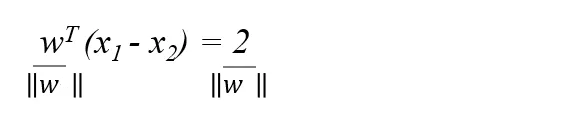 wᵀ(x₁ - x₂) = 2
||w || ||w ||